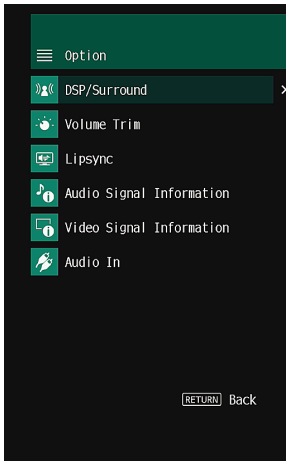 Option
DSP/Surround
Volume Trim
Lipsync
Audio Signal Information
Video Signal Information
Audio In
RETURN Back